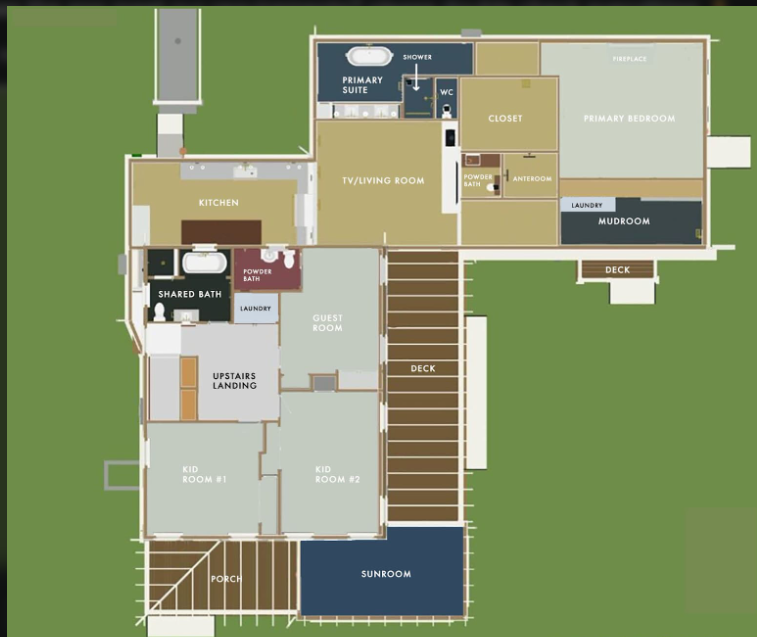 SHOWER
FIREPLACE
PRIMARY
SUITE
WC
CLOSET
PRIMARY BEDROOM
TV/LIVING ROOM
POWDER
BATH
ANTEROOM
KITCHEN
LAUNDRY
MUDROOM
DECK
POWDER
BATH
SHARED BATH
LAUNDRY
GUEST
ROOM
UPSTAIRS
LANDING
DECK
KID
ROOM #1
KID
ROOM #2
PORCH
SUNROOM